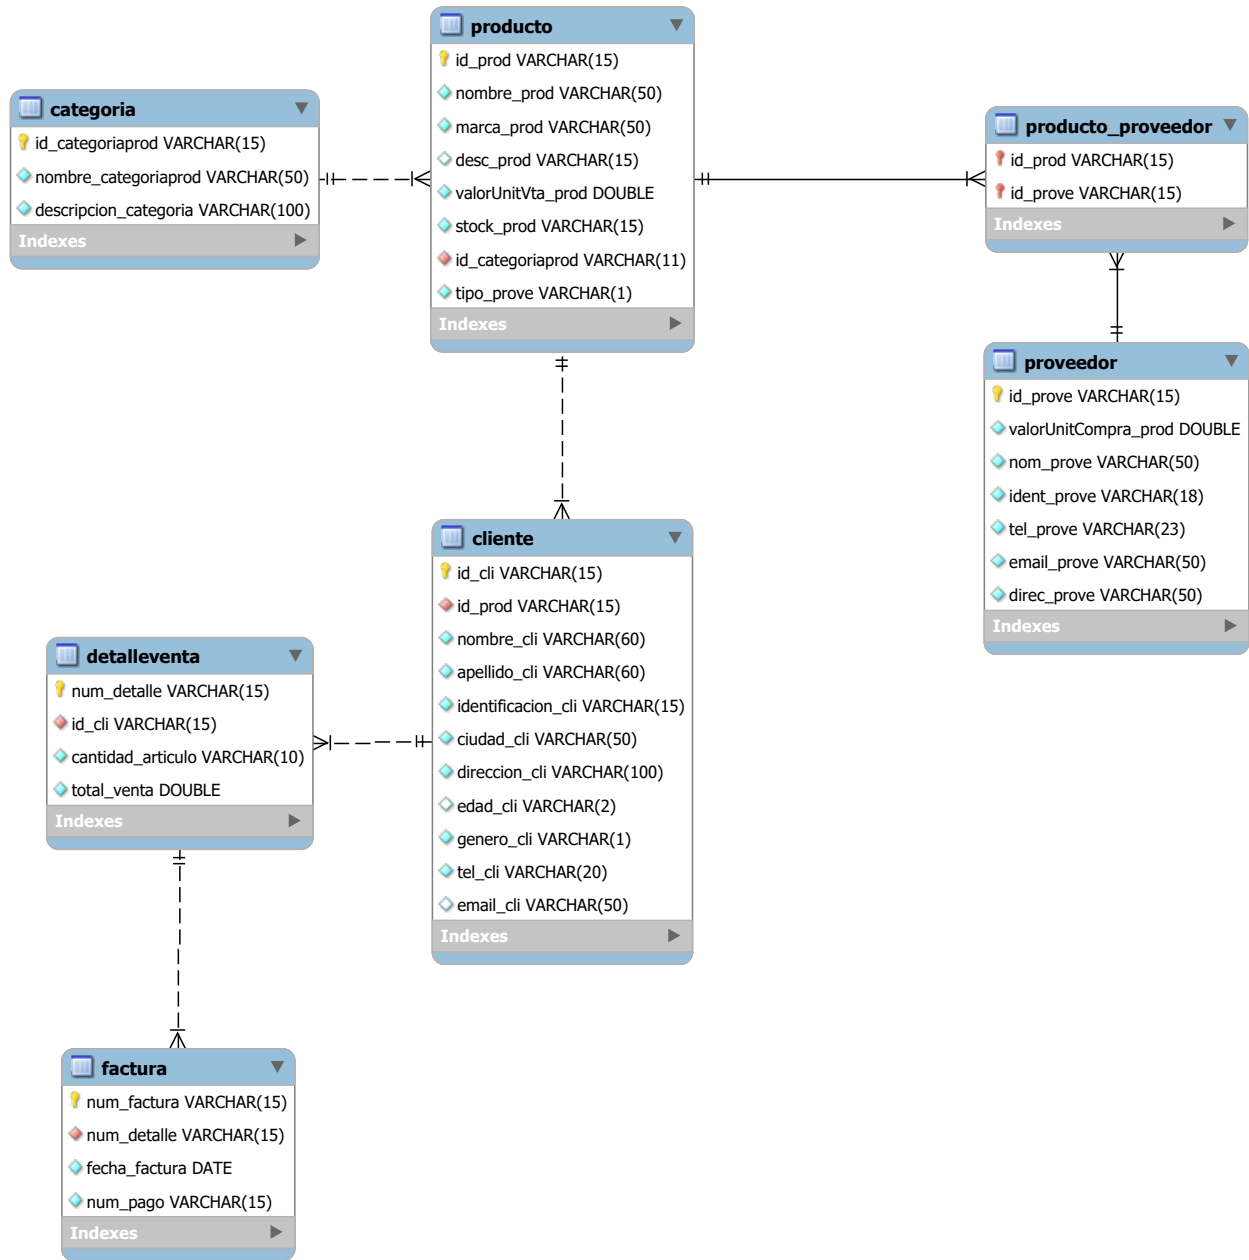 producto
id_prod VARCHAR(15)
nombre_prod VARCHAR(50)
marca_prod VARCHAR(50)
desc_prod VARCHAR(15)
valorUnitVta_prod DOUBLE
stock_prod VARCHAR(15)
id_categoriaprod VARCHAR(11)
tipo_prove VARCHAR(1)
Indexes
categoria
id_categoriaprod VARCHAR(15)
nombre_categoriaprod VARCHAR(50)
descripcion_categoria VARCHAR(100)
Indexes
producto_proveedor
id_prod VARCHAR(15)
id_prove VARCHAR(15)
Indexes
proveedor
id_prove VARCHAR(15)
valorUnitCompra_prod DOUBLE
nom_prove VARCHAR(50)
ident_prove VARCHAR(18)
tel_prove VARCHAR(23)
email_prove VARCHAR(50)
direc_prove VARCHAR(50)
Indexes
cliente
id_cli VARCHAR(15)
id_prod VARCHAR(15)
nombre_cli VARCHAR(60)
apellido_cli VARCHAR(60)
identificacion_cli VARCHAR(15)
ciudad_cli VARCHAR(50)
direccion_cli VARCHAR(100)
edad_cli VARCHAR(2)
genero_cli VARCHAR(1)
tel_cli VARCHAR(20)
email_cli VARCHAR(50)
Indexes
detalleventa
num_detalle VARCHAR(15)
id_cli VARCHAR(15)
cantidad_articulo VARCHAR(10)
total_venta DOUBLE
Indexes
factura
num_factura VARCHAR(15)
num_detalle VARCHAR(15)
fecha_factura DATE
num_pago VARCHAR(15)
Indexes